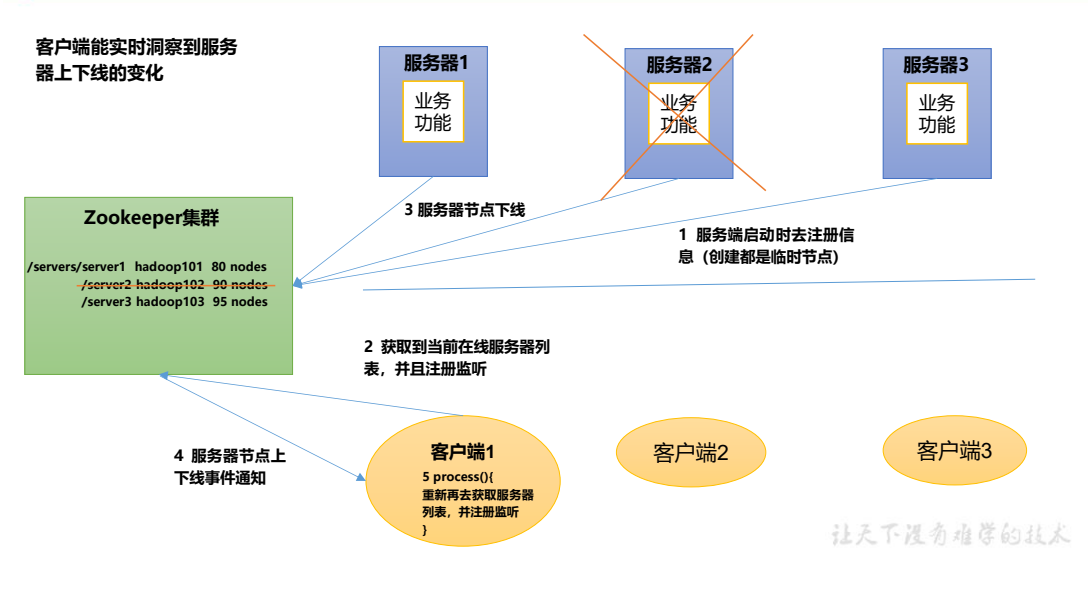 客户端能实时洞察到服务
器上下线的变化
服务器1
业务
功能
服务器2
业务
功能
服务器3
业务
功能
3 服务器节点下线
1 服务端启动时去注册信
息（创建都是临时节点）
Zookeeper集群
/servers/server1 hadoop101 80 nodes
/server2 hadoop102 90 nodes
/server3 hadoop103 95 nodes
2 获取到当前在线服务器列
表，并且注册监听
4 服务器节点上
下线事件通知
客户端1
5 process(){
重新再去获取服务器
列表，并注册监听
}
客户端2
客户端3
让天下没有难学的技术